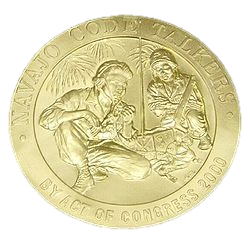 NAVAJO CODE TALKERS
BY ACT OF CONGRESS 2000